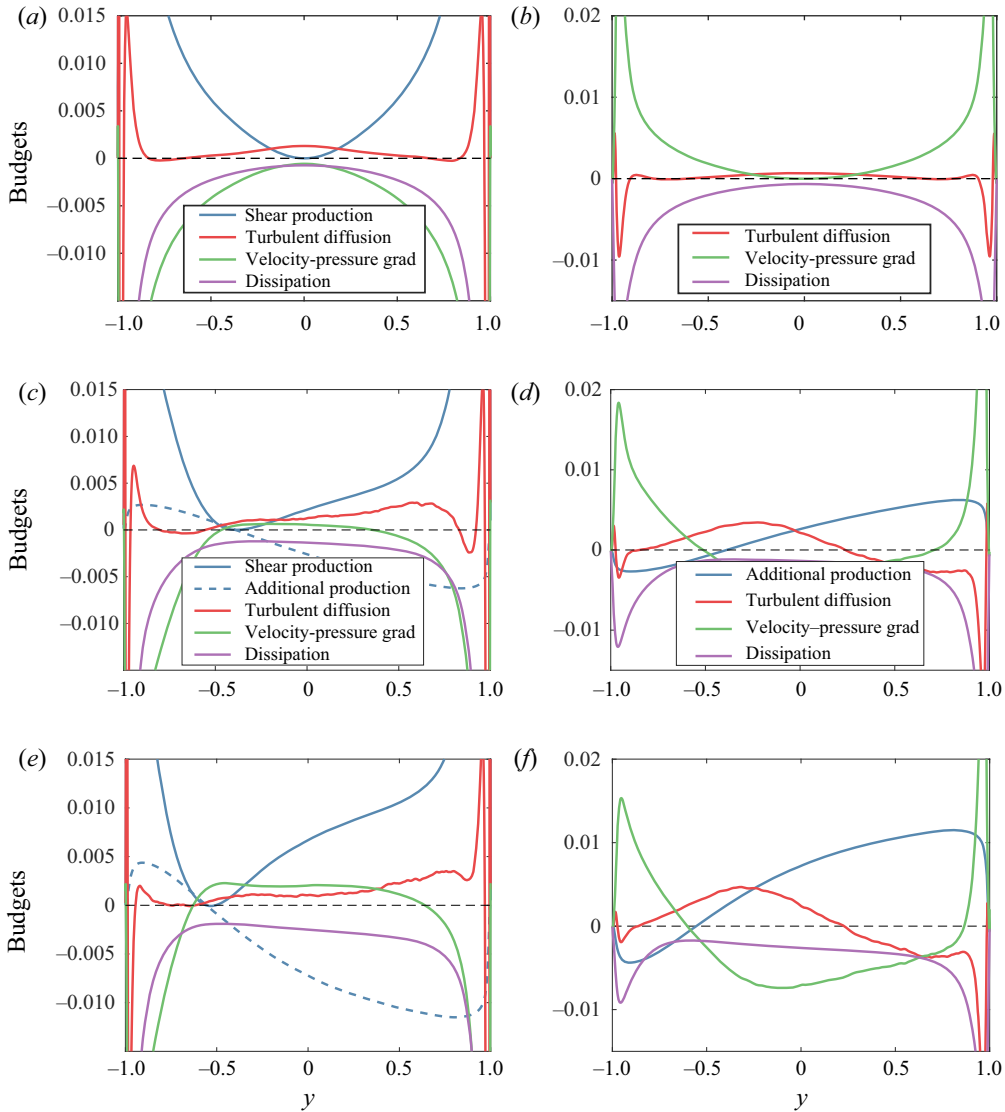 (a)
0.015
0.010
0.005
0
–0.005
–0.010
Budgets
Shear production
Turbulent diffusion
Velocity-pressure grad
Dissipation
–1.0 –0.5 0 0.5 1.0
(b)
0.02
0.01
0
–0.01
Turbulent diffusion
Velocity-pressure grad
Dissipation
–1.0 –0.5 0 0.5 1.0
(c)
0.015
0.010
0.005
0
–0.005
–0.010
Budgets
Shear production
Additional production
Turbulent diffusion
Velocity-pressure grad
Dissipation
–1.0 –0.5 0 0.5 1.0
(d)
0.02
0.01
0
–0.01
Additional production
Turbulent diffusion
Velocity–pressure grad
Dissipation
–1.0 –0.5 0 0.5 1.0
(e)
0.015
0.010
0.005
0
–0.005
–0.010
Budgets
–1.0 –0.5 0 0.5 1.0
y
(f)
0.02
0.01
0
–0.01
–1.0 –0.5 0 0.5 1.0
y